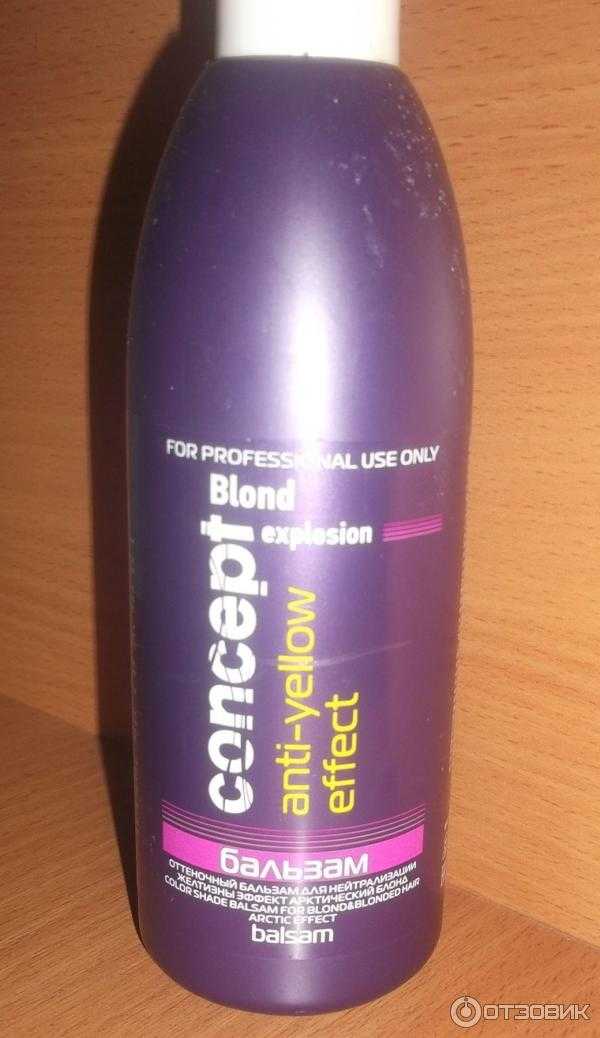 FOR PROFESSIONAL USE ONLY
Blond
explosion
concept
anti-yellow
effect
бальзам
ОТТЕНОЧНЫЙ БАЛЬЗАМ ДЛЯ НЕЙТРАЛИЗАЦИИ
ЖЕЛТИЗНЫ ЭФФЕКТ АРКТИЧЕСКИЙ БЛОНД
COLOR SHADE BALSAM FOR BLOND&BLONDED HAIR
ARCTIC EFFECT
balsam
ОТЗОВИК